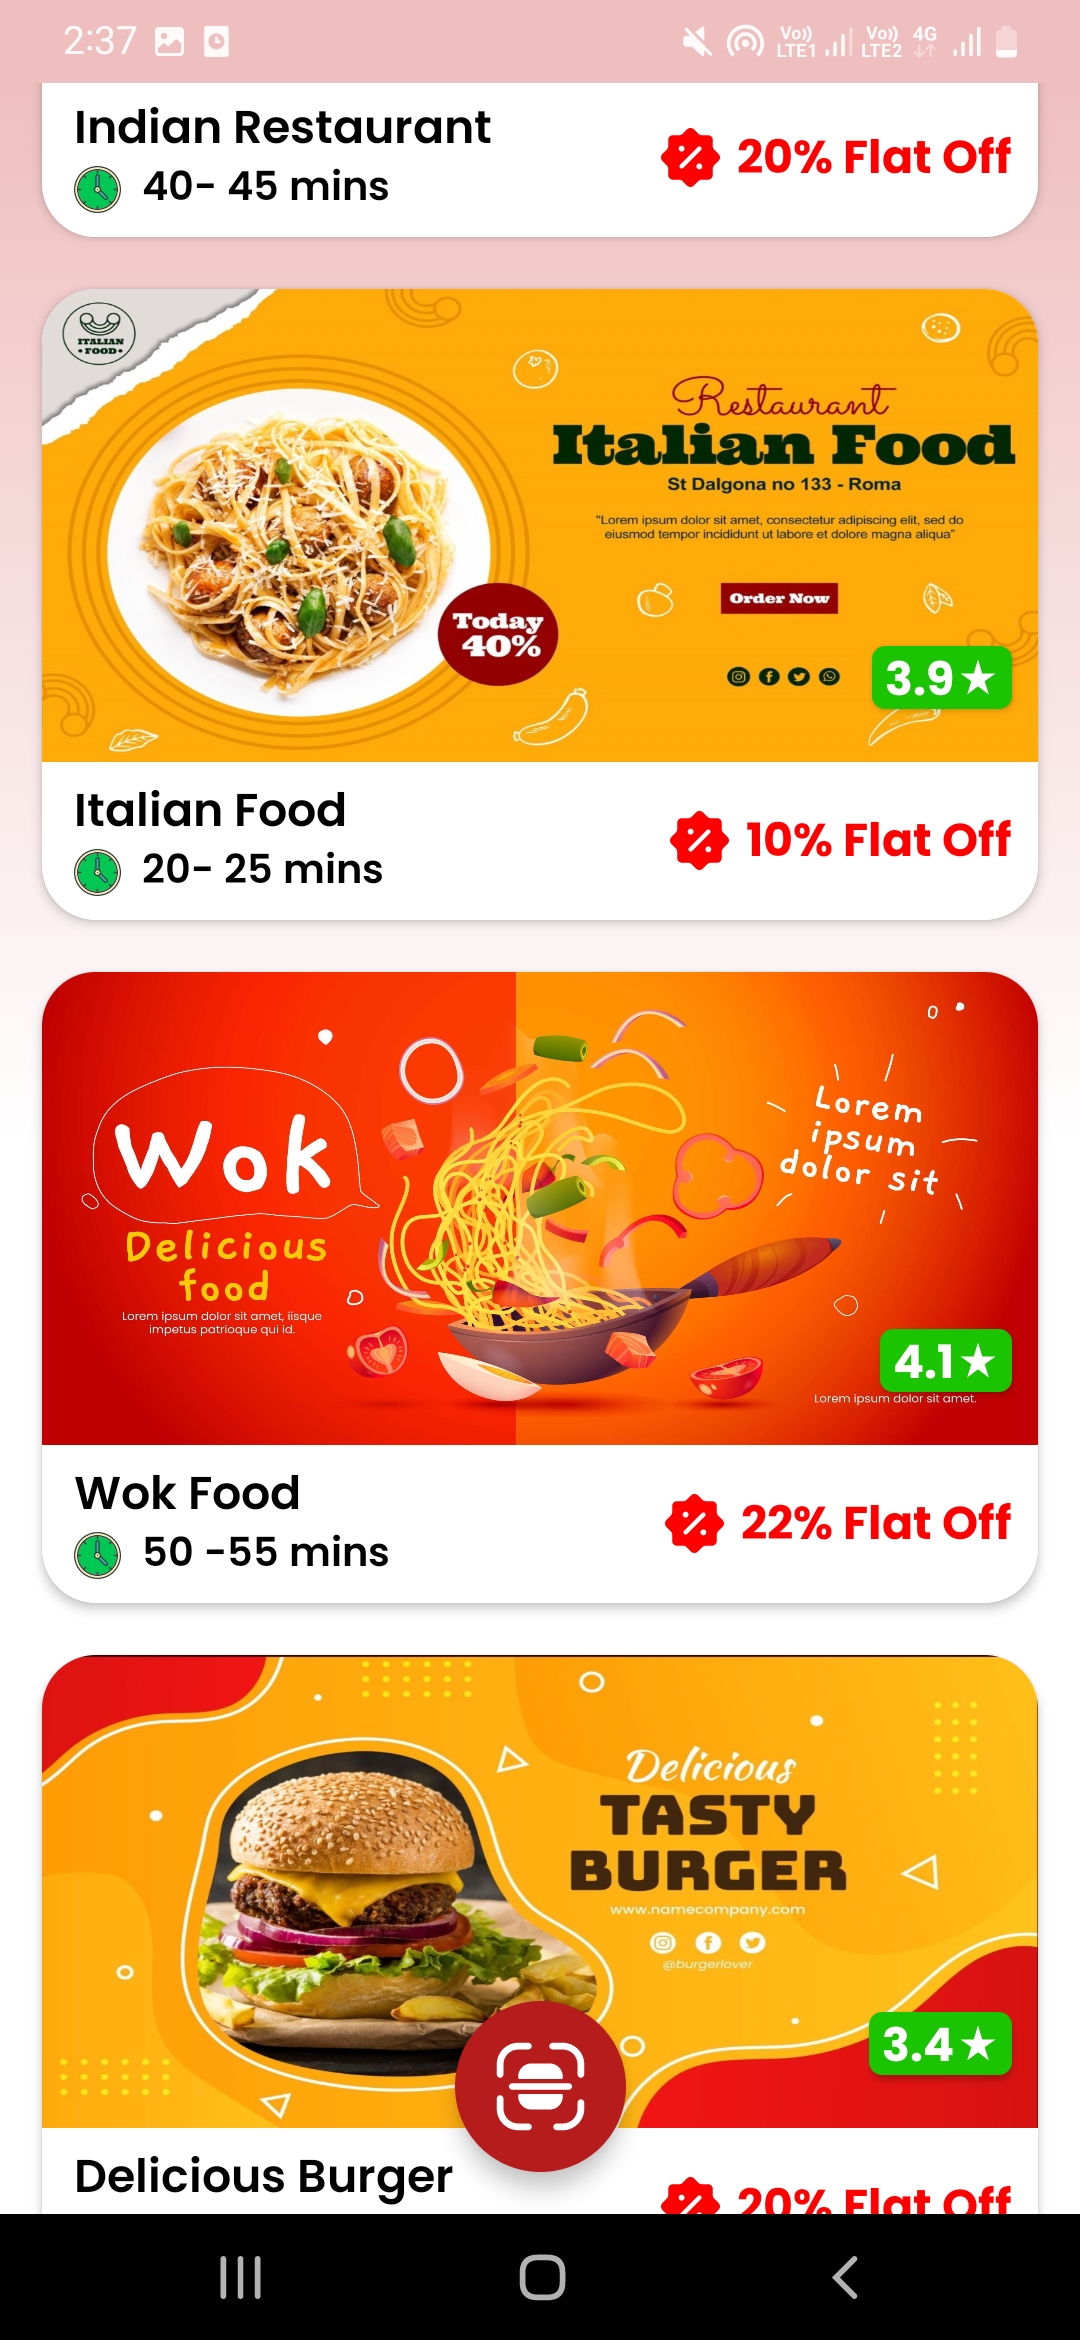 2:37
Vo)) LTE1 Vo)) LTE2 4G
Indian Restaurant
40- 45 mins
20% Flat Off
ITALIAN
•FOOD•
Restaurant
Italian Food
St Dalgona no 133 - Roma
"Lorem ipsum dolor sit amet, consectetur adipiscing elit, sed do
eiusmod tempor incididunt ut labore et dolore magna aliqua"
Order Now
Today
40%
3.9★
Italian Food
20- 25 mins
10% Flat Off
Wok
Delicious
food
Lorem ipsum dolor sit amet, iisque
impetus patrioque qui id.
Lorem
ipsum
dolor sit
4.1★
Lorem ipsum dolor sit amet.
Wok Food
50 -55 mins
22% Flat Off
Delicious
TASTY
BURGER
www.namecompany.com
@burgerlover
3.4★
Delicious Burger
20% Flat Off